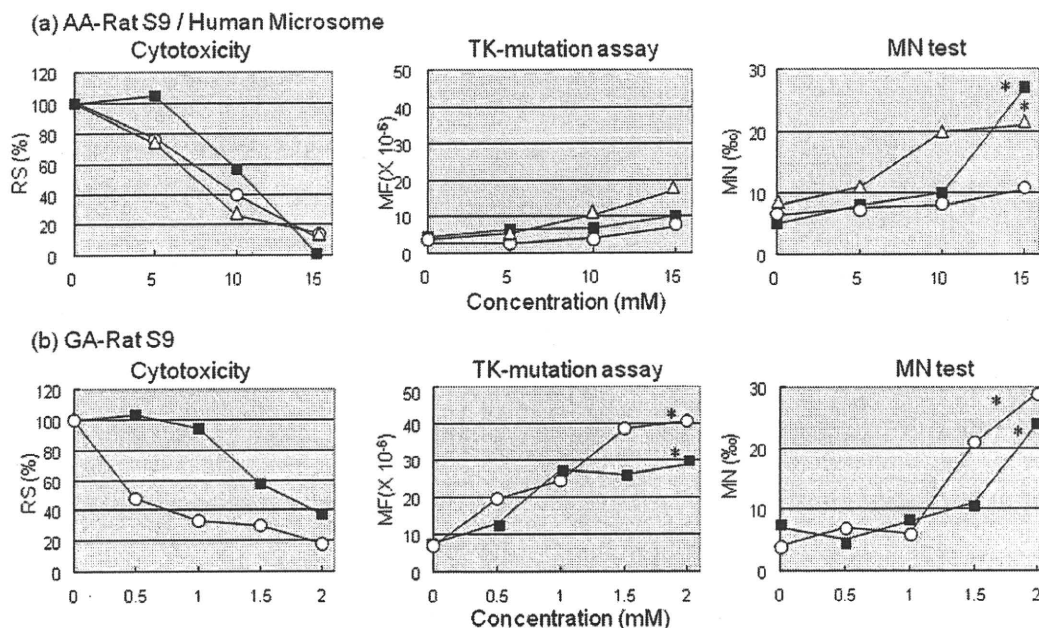 (a) AA-Rat S9 / Human Microsome
Cytotoxicity
TK-mutation assay
MN test
RS (%)
120
100
80
60
40
20
0
0 5 10 15
MF(X 10-6)
50
40
30
20
10
0
0 5 10 15
MN (‰)
30
20
10
0
0 5 10 15
* *
Concentration (mM)
(b) GA-Rat S9
Cytotoxicity
TK-mutation assay
MN test
RS (%)
120
100
80
60
40
20
0
0 0.5 1 1.5 2
MF(X 10-6)
50
40
30
20
10
0
0 0.5 1 1.5 2
* *
MN (‰)
30
20
10
0
0 0.5 1 1.5 2
* *
Concentration (mM)